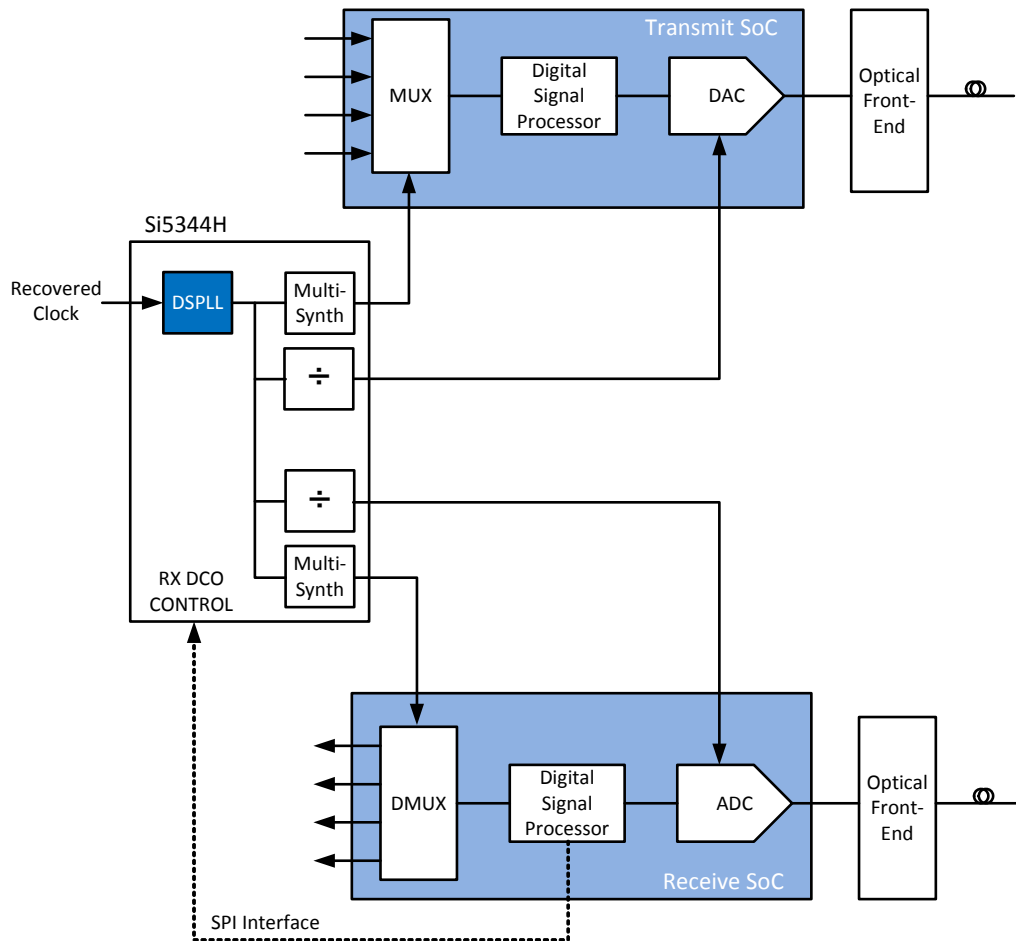 Transmit SoC
MUX
Digital
Signal
Processor
DAC
Optical
Front-
End
Si5344H
Recovered
Clock
DSPLL
Multi-
Synth
÷
÷
Multi-
Synth
RX DCO
CONTROL
DMUX
Digital
Signal
Processor
ADC
Optical
Front-
End
Receive SoC
SPI Interface